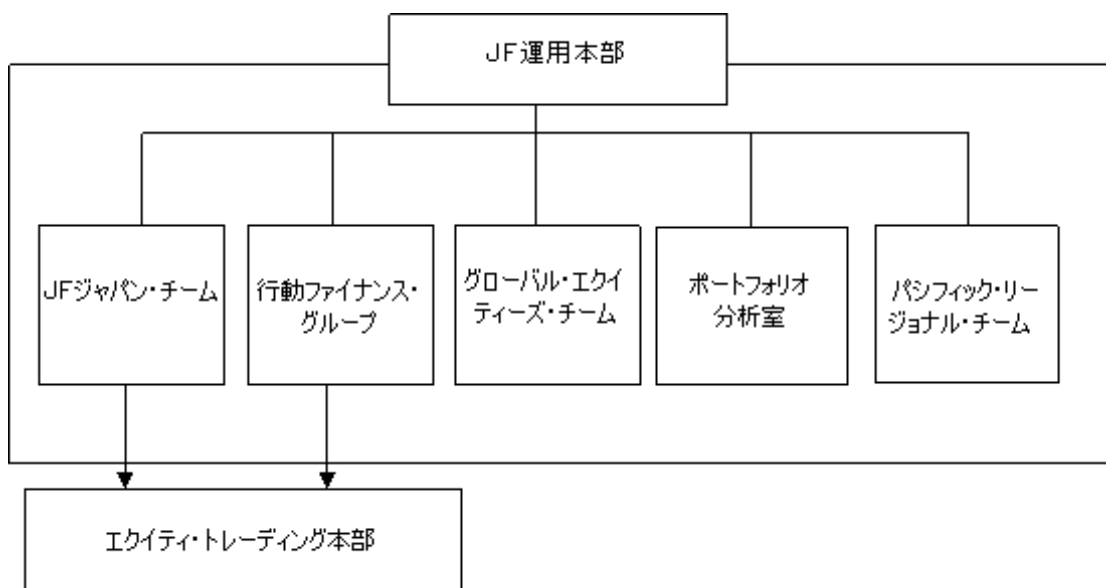 JF運用本部
JFジャパン・チーム
行動ファイナンス・
グループ
グローバル・エクイ
ティーズ・チーム
ポートフォリオ
分析室
パシフィック・リー
ジョナル・チーム
エクイティ・トレーディング本部